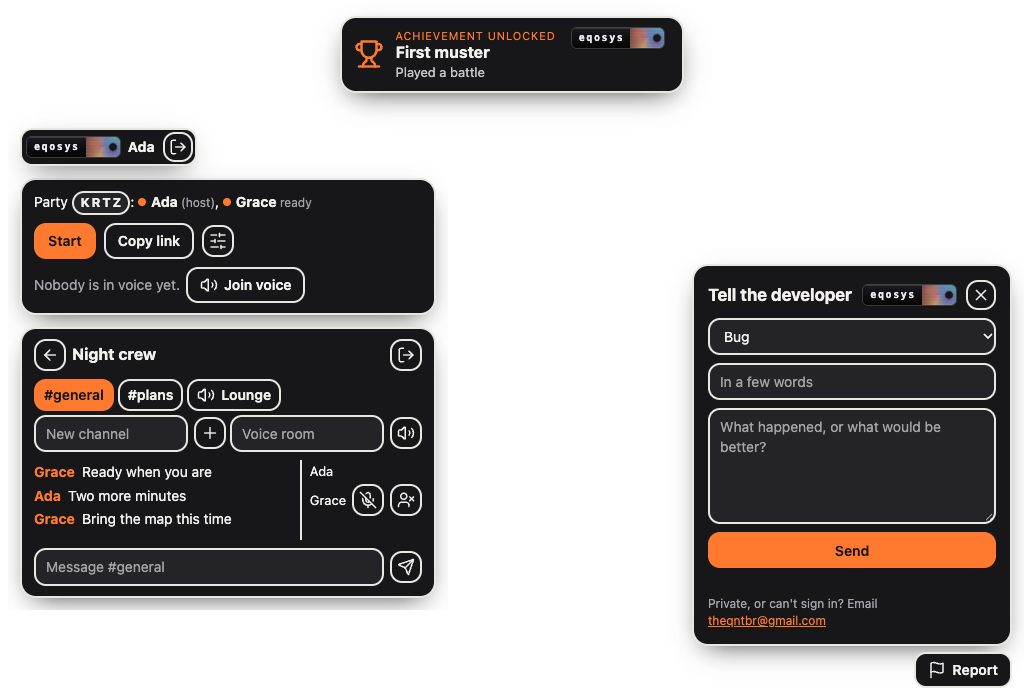 ACHIEVEMENT UNLOCKED eqosys
First muster
Played a battle
eqosys Ada
Party KRTZ: Ada (host), Grace ready
Start Copy link
Nobody is in voice yet. Join voice
Night crew
#general #plans Lounge
New channel Voice room
Grace Ready when you are
Ada Two more minutes
Grace Bring the map this time
Ada
Grace
Message #general
Tell the developer eqosys
Bug
In a few words
What happened, or what would be
better?
Send
Private, or can't sign in? Email
theqntbr@gmail.com
Report